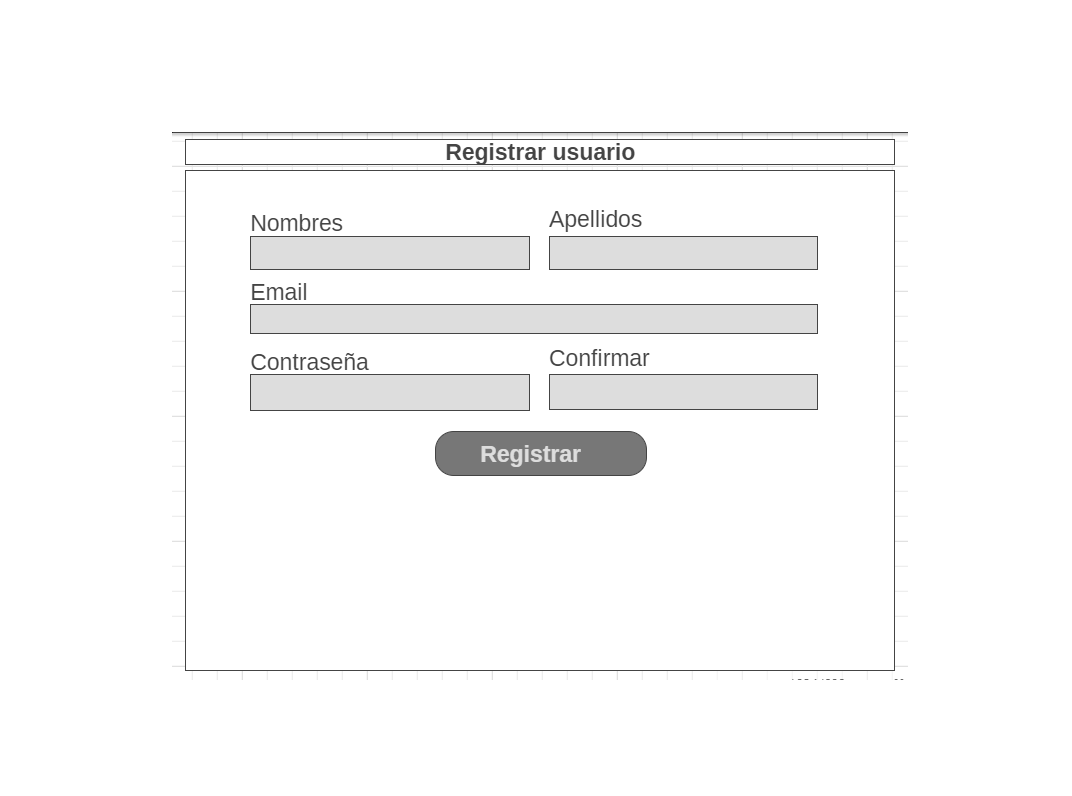 Registrar usuario
Nombres
Apellidos
Email
Contraseña
Confirmar
Registrar